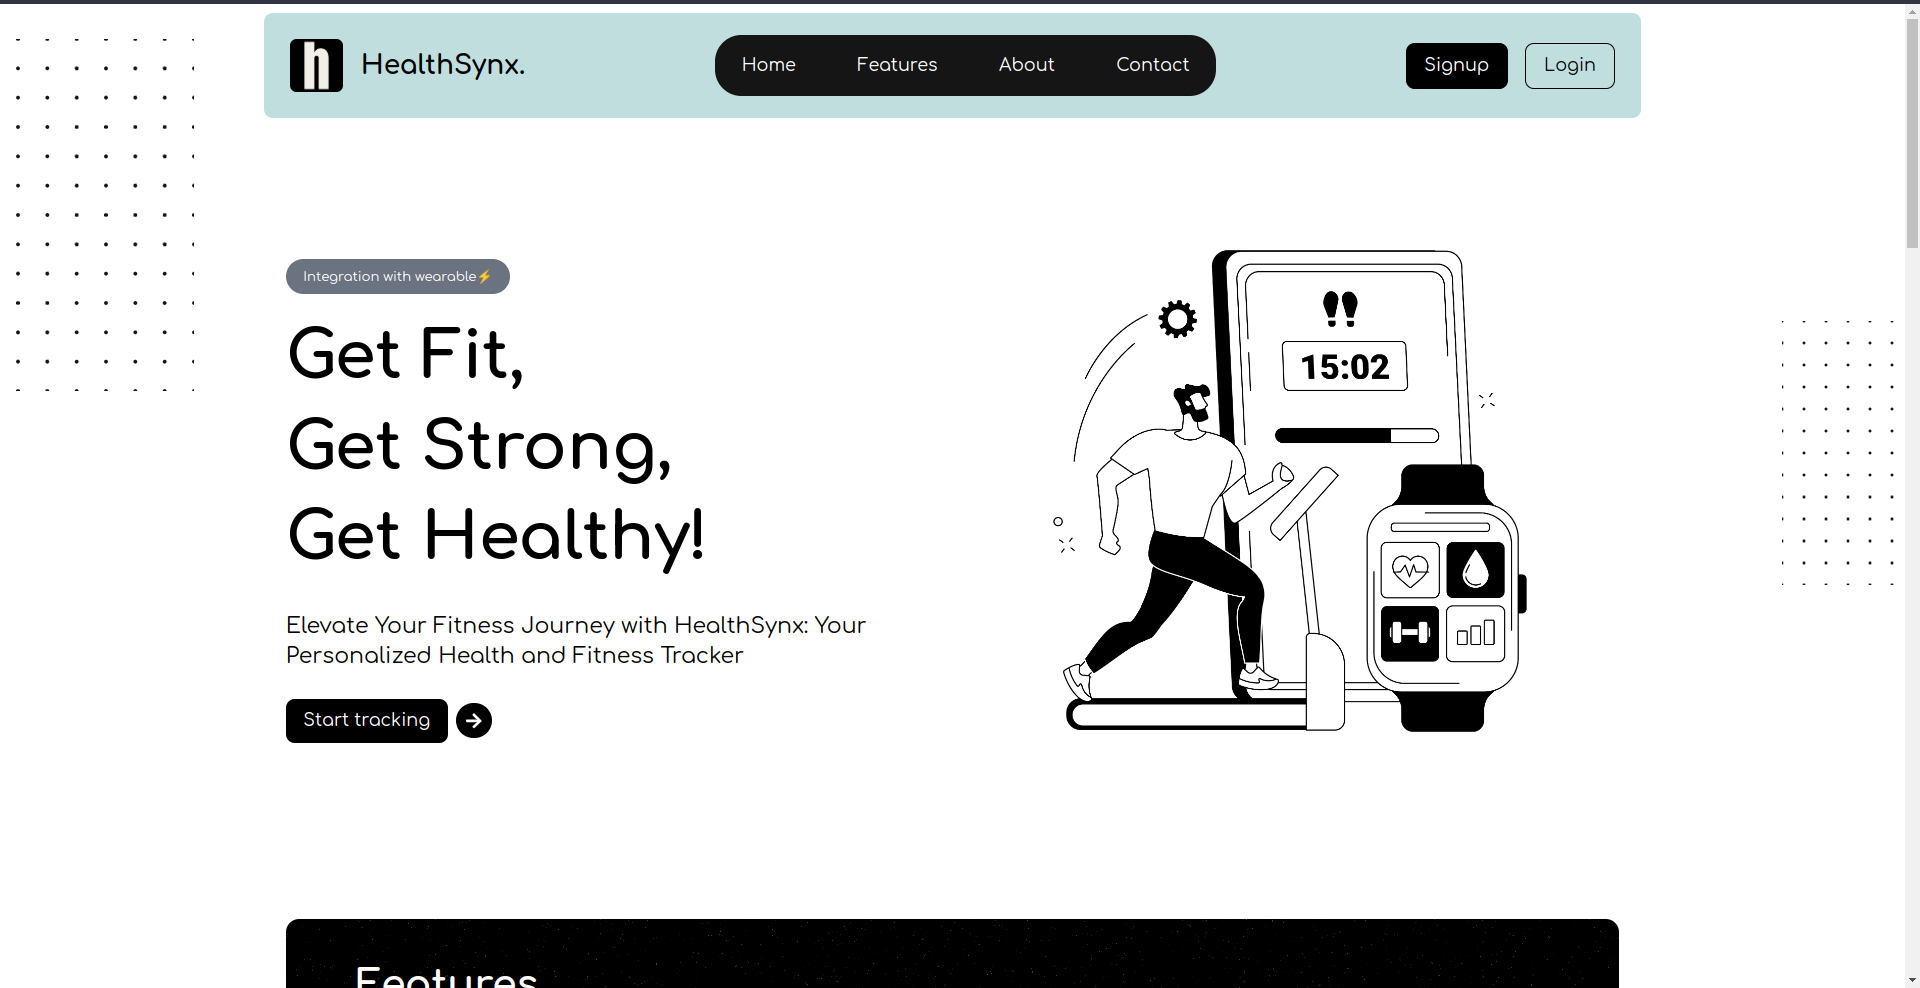 h HealthSynx.
Home Features About Contact
Signup Login
Integration with wearable⚡
Get Fit,
Get Strong,
Get Healthy!
Elevate Your Fitness Journey with HealthSynx: Your
Personalized Health and Fitness Tracker
Start tracking
15:02
Features